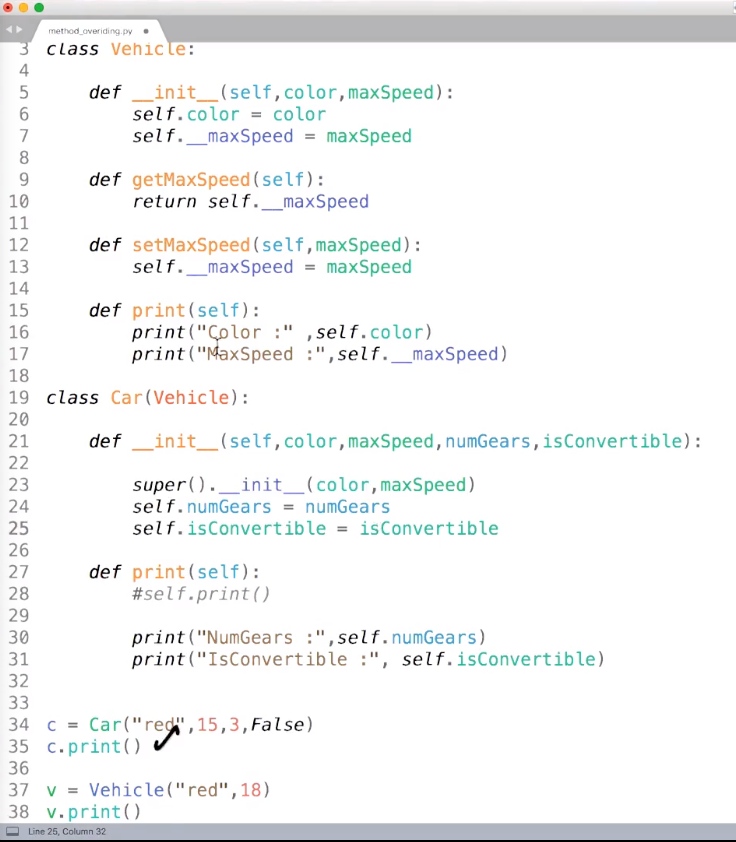 method_overiding.py
3 class Vehicle:
4
5 def __init__(self,color,maxSpeed):
6 self.color = color
7 self.__maxSpeed = maxSpeed
8
9 def getMaxSpeed(self):
10 return self.__maxSpeed
11
12 def setMaxSpeed(self,maxSpeed):
13 self.__maxSpeed = maxSpeed
14
15 def print(self):
16 print("Color :" ,self.color)
17 print("MaxSpeed :",self.__maxSpeed)
18
19 class Car(Vehicle):
20
21 def __init__(self,color,maxSpeed,numGears,isConvertible):
22
23 super().__init__(color,maxSpeed)
24 self.numGears = numGears
25 self.isConvertible = isConvertible
26
27 def print(self):
28 #self.print()
29
30 print("NumGears :",self.numGears)
31 print("IsConvertible :", self.isConvertible)
32
33
34 c = Car("red",15,3,False)
35 c.print()
36
37 v = Vehicle("red",18)
38 v.print()
Line 25, Column 32